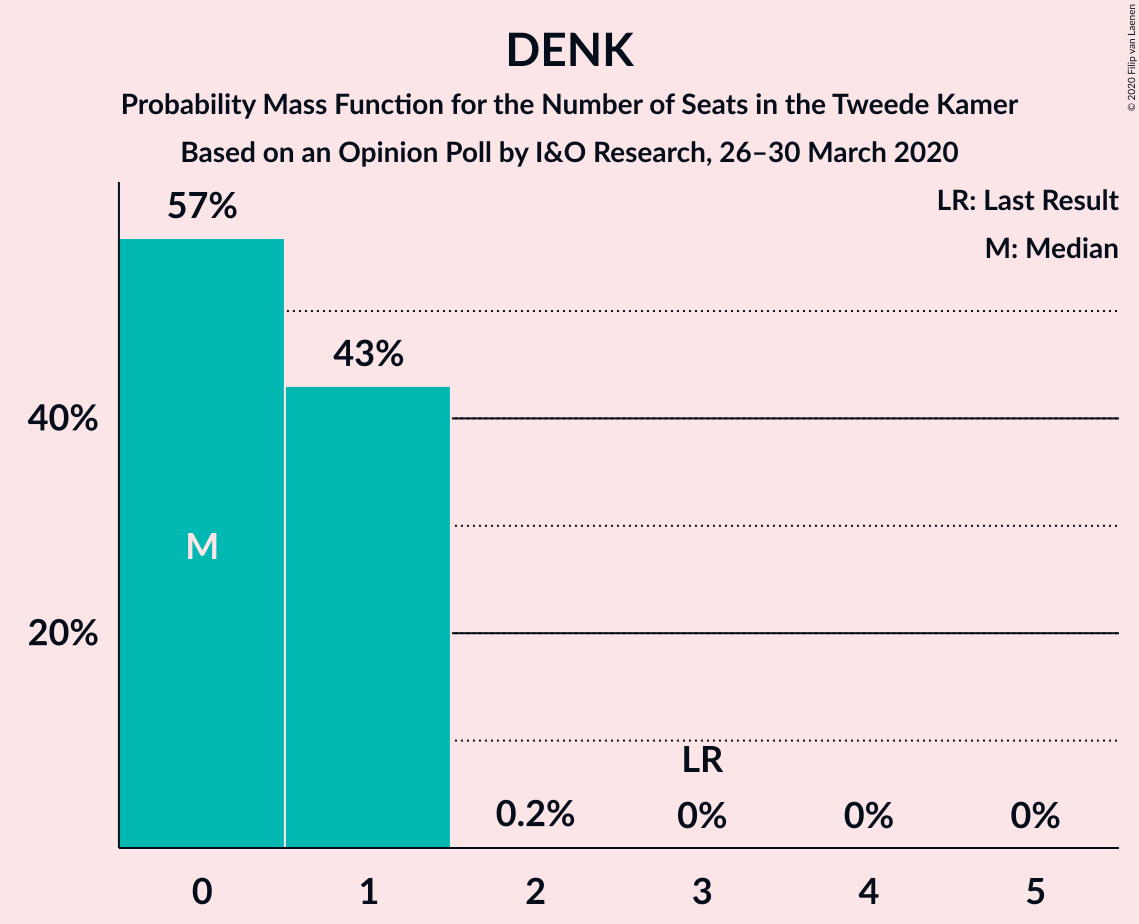 DENK
Probability Mass Function for the Number of Seats in the Tweede Kamer
Based on an Opinion Poll by I&O Research, 26–30 March 2020
© 2020 Filip van Laenen
LR: Last Result
M: Median
57%
43%
40%
M
20%
LR
0.2%
0%
0%
0%
0
1
2
3
4
5